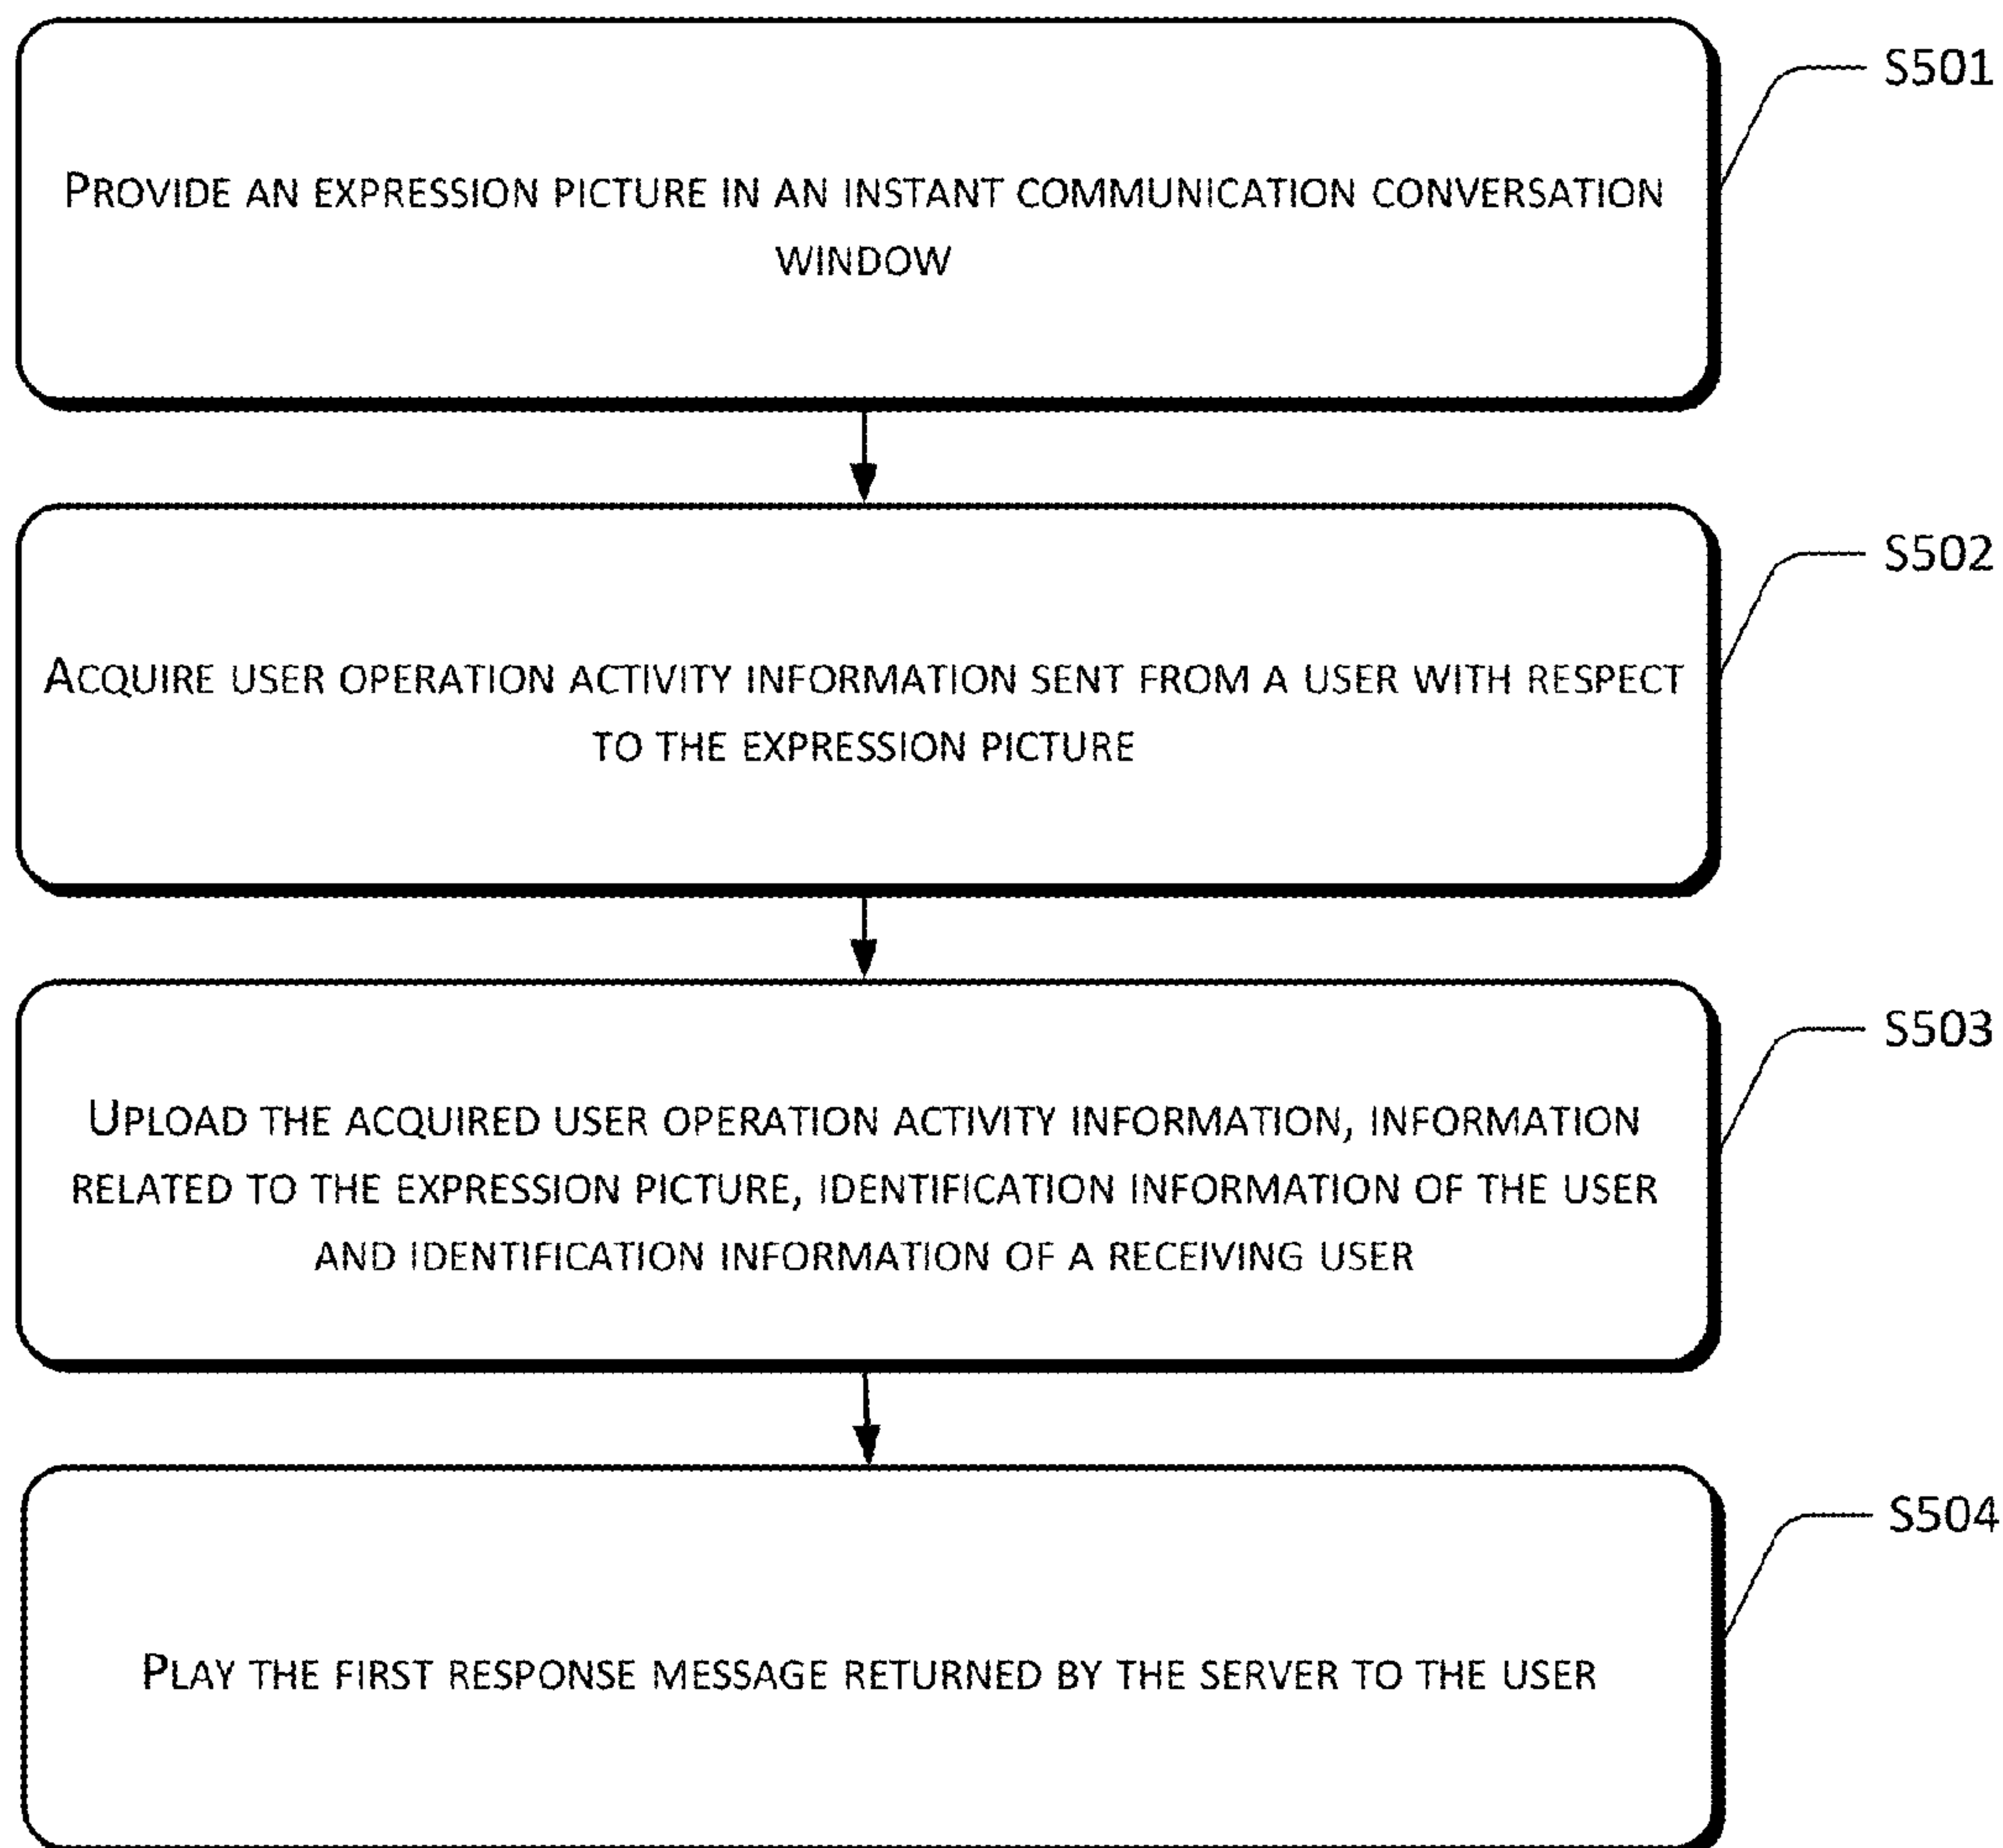 PROVIDE AN EXPRESSION PICTURE IN AN INSTANT COMMUNICATION CONVERSATION
WINDOW
S501
ACQUIRE USER OPERATION ACTIVITY INFORMATION SENT FROM A USER WITH RESPECT
TO THE EXPRESSION PICTURE
S502
UPLOAD THE ACQUIRED USER OPERATION ACTIVITY INFORMATION, INFORMATION
RELATED TO THE EXPRESSION PICTURE, IDENTIFICATION INFORMATION OF THE USER
AND IDENTIFICATION INFORMATION OF A RECEIVING USER
S503
PLAY THE FIRST RESPONSE MESSAGE RETURNED BY THE SERVER TO THE USER
S504